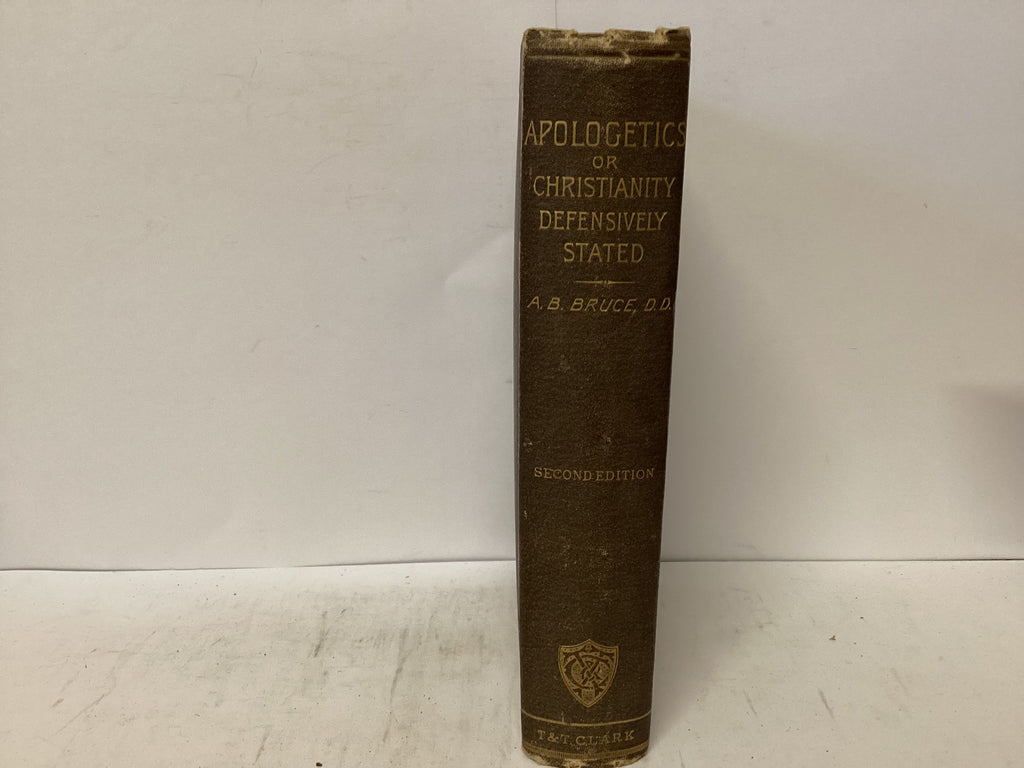 APOLOGETICS
OR
CHRISTIANITY
DEFENSIVELY
STATED
A. B. BRUCE, D.D.
SECOND EDITION
T & T. CLARK